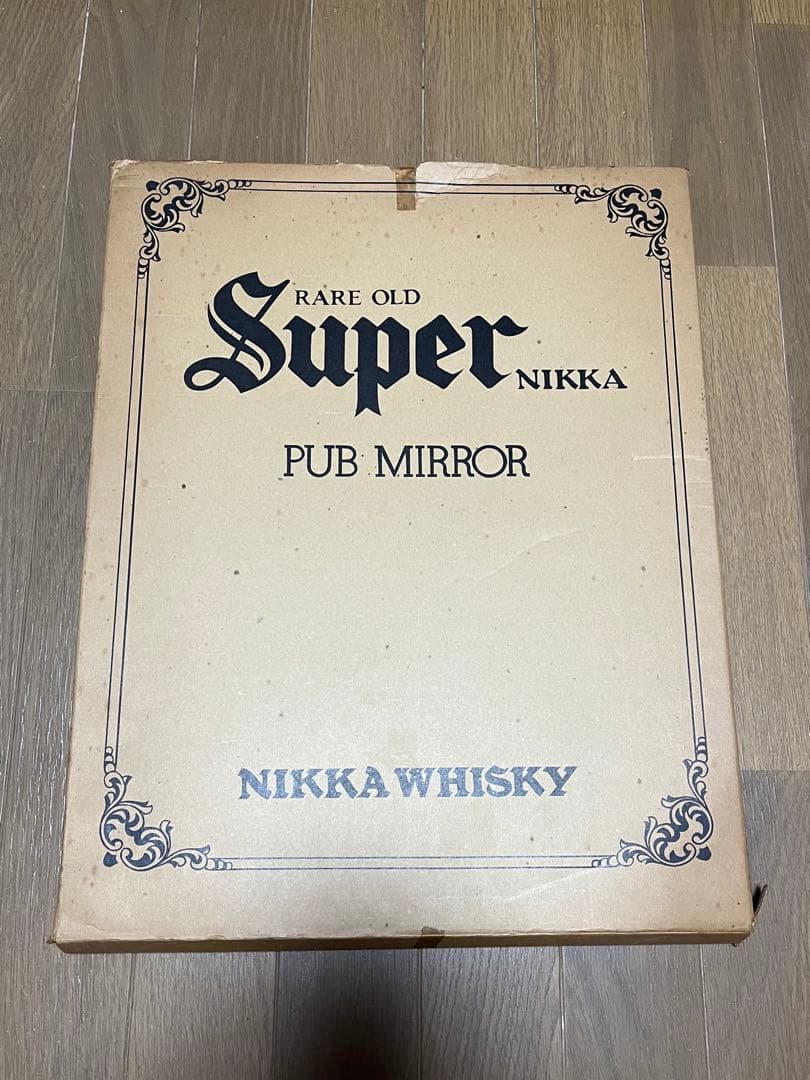 RARE OLD
Super NIKKA
PUB MIRROR
NIKKA WHISKY